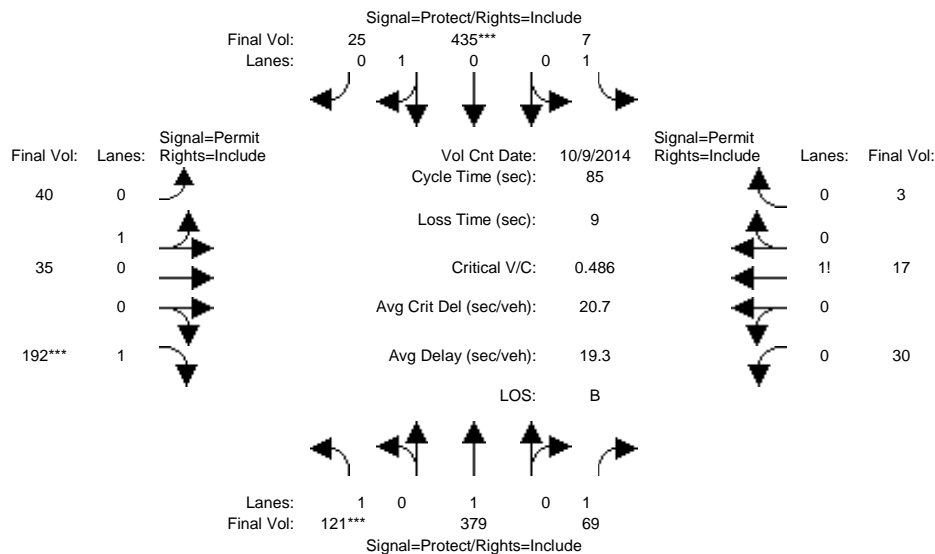 Signal=Protect/Rights=Include
Final Vol: 25 435*** 7
Lanes: 0 1 0 0 1
Signal=Permit Signal=Permit
Final Vol: Lanes: Rights=Include Vol Cnt Date: 10/9/2014 Rights=Include Lanes: Final Vol:
Cycle Time (sec): 85
40 0 0 3
Loss Time (sec): 9
1 0
35 0 Critical V/C: 0.486 1! 17
0 Avg Crit Del (sec/veh): 20.7 0
192*** 1 Avg Delay (sec/veh): 19.3 0 30
LOS: B
Lanes: 1 0 1 0 1
Final Vol: 121*** 379 69
Signal=Protect/Rights=Include